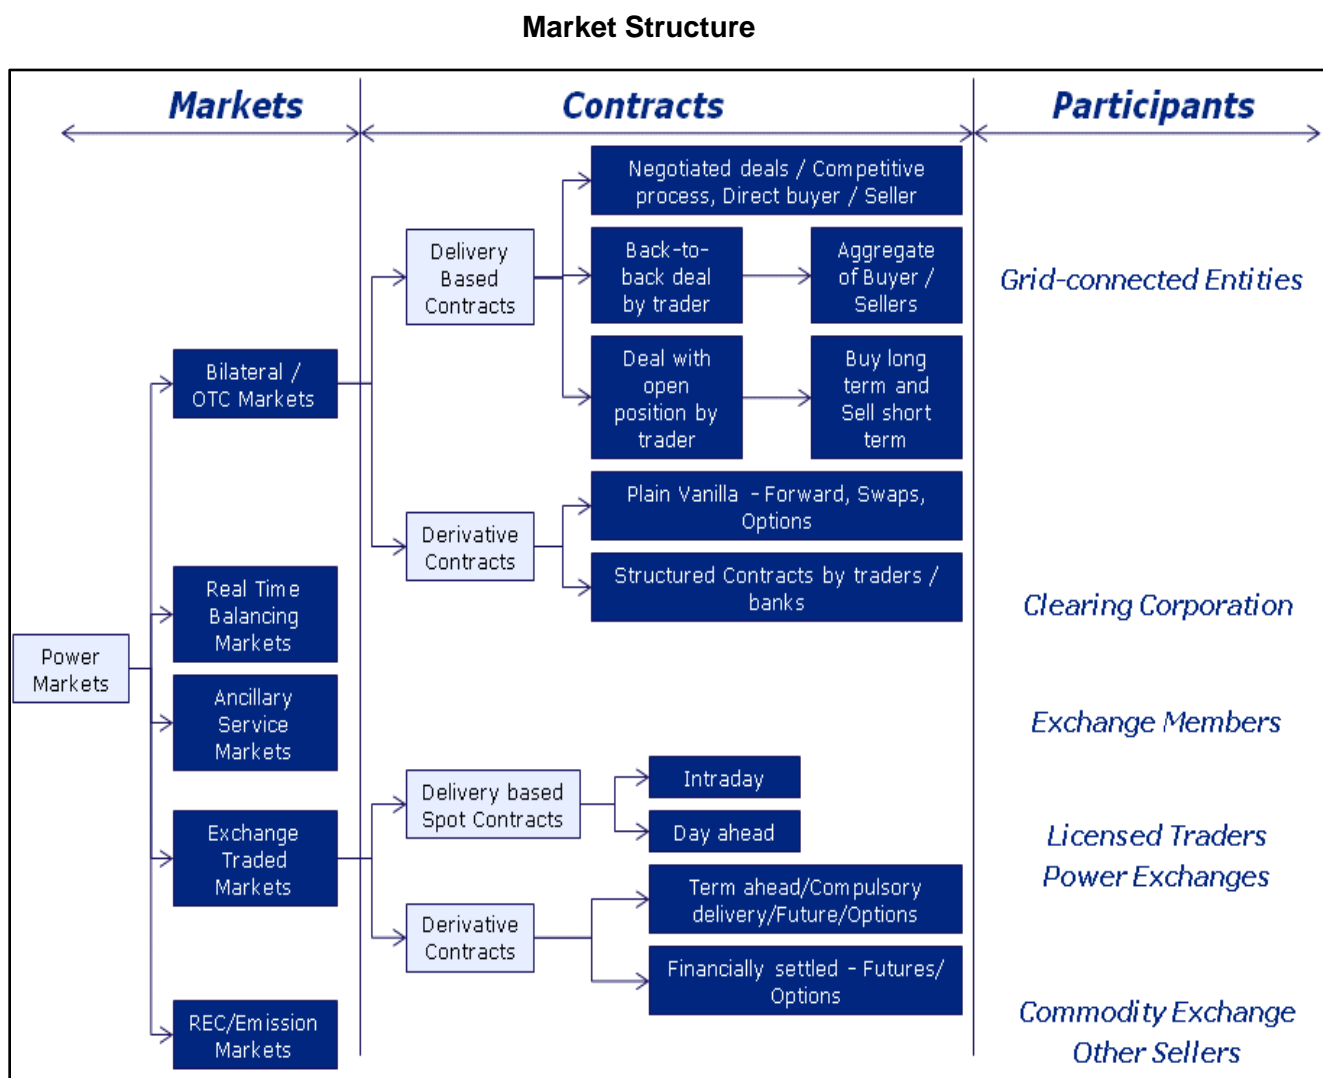 Market Structure
Markets
Contracts
Participants
Negotiated deals / Competitive
process, Direct buyer / Seller
Delivery
Based
Contracts
Back-to-
back deal
by trader
Aggregate
of Buyer /
Sellers
Grid-connected Entities
Bilateral /
OTC Markets
Deal with
open
position by
trader
Buy long
term and
Sell short
term
Plain Vanilla - Forward, Swaps,
Options
Derivative
Contracts
Structured Contracts by traders /
banks
Real Time
Balancing
Markets
Clearing Corporation
Power
Markets
Ancillary
Service
Markets
Exchange Members
Delivery based
Spot Contracts
Intraday
Day ahead
Exchange
Traded
Markets
Licensed Traders
Power Exchanges
Term ahead/Compulsory
delivery/Future/Options
Derivative
Contracts
Financially settled - Futures/
Options
REC/Emission
Markets
Commodity Exchange
Other Sellers